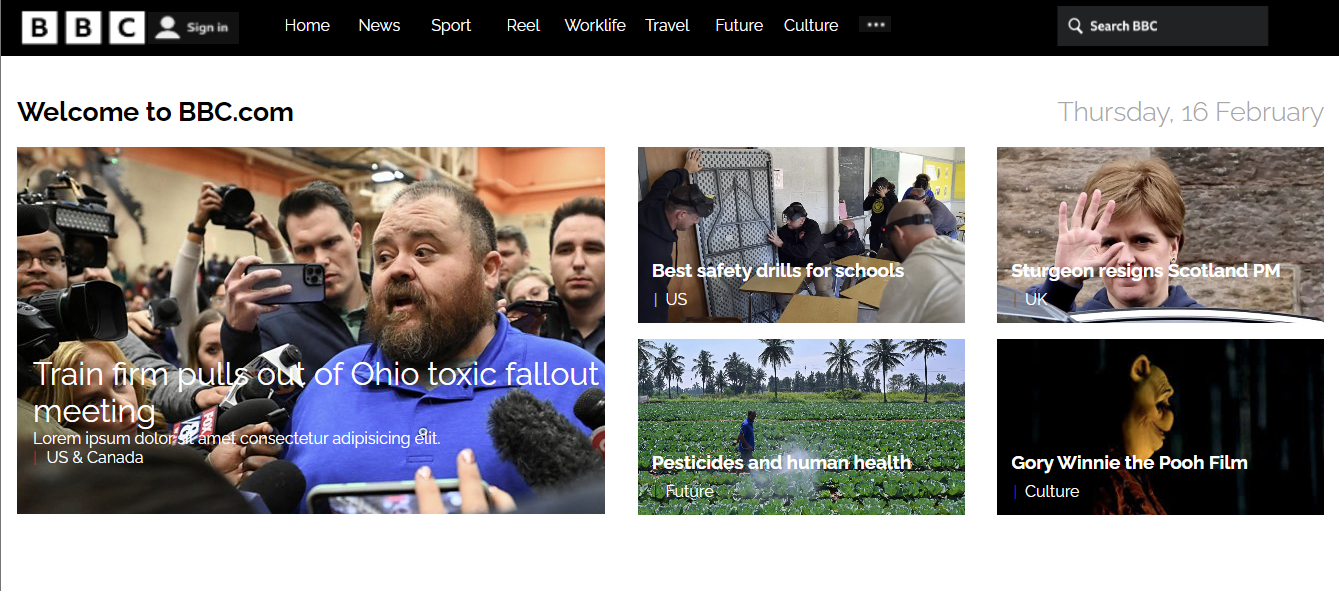 BBC Sign in Home News Sport Reel Worklife Travel Future Culture ... Search BBC
Welcome to BBC.com
Thursday, 16 February
Train firm pulls out of Ohio toxic fallout
meeting
Lorem ipsum dolor sit amet consectetur adipisicing elit.
| US & Canada
FOX
Best safety drills for schools
| US
Sturgeon resigns Scotland PM
| UK
Pesticides and human health
| Future
Gory Winnie the Pooh Film
| Culture